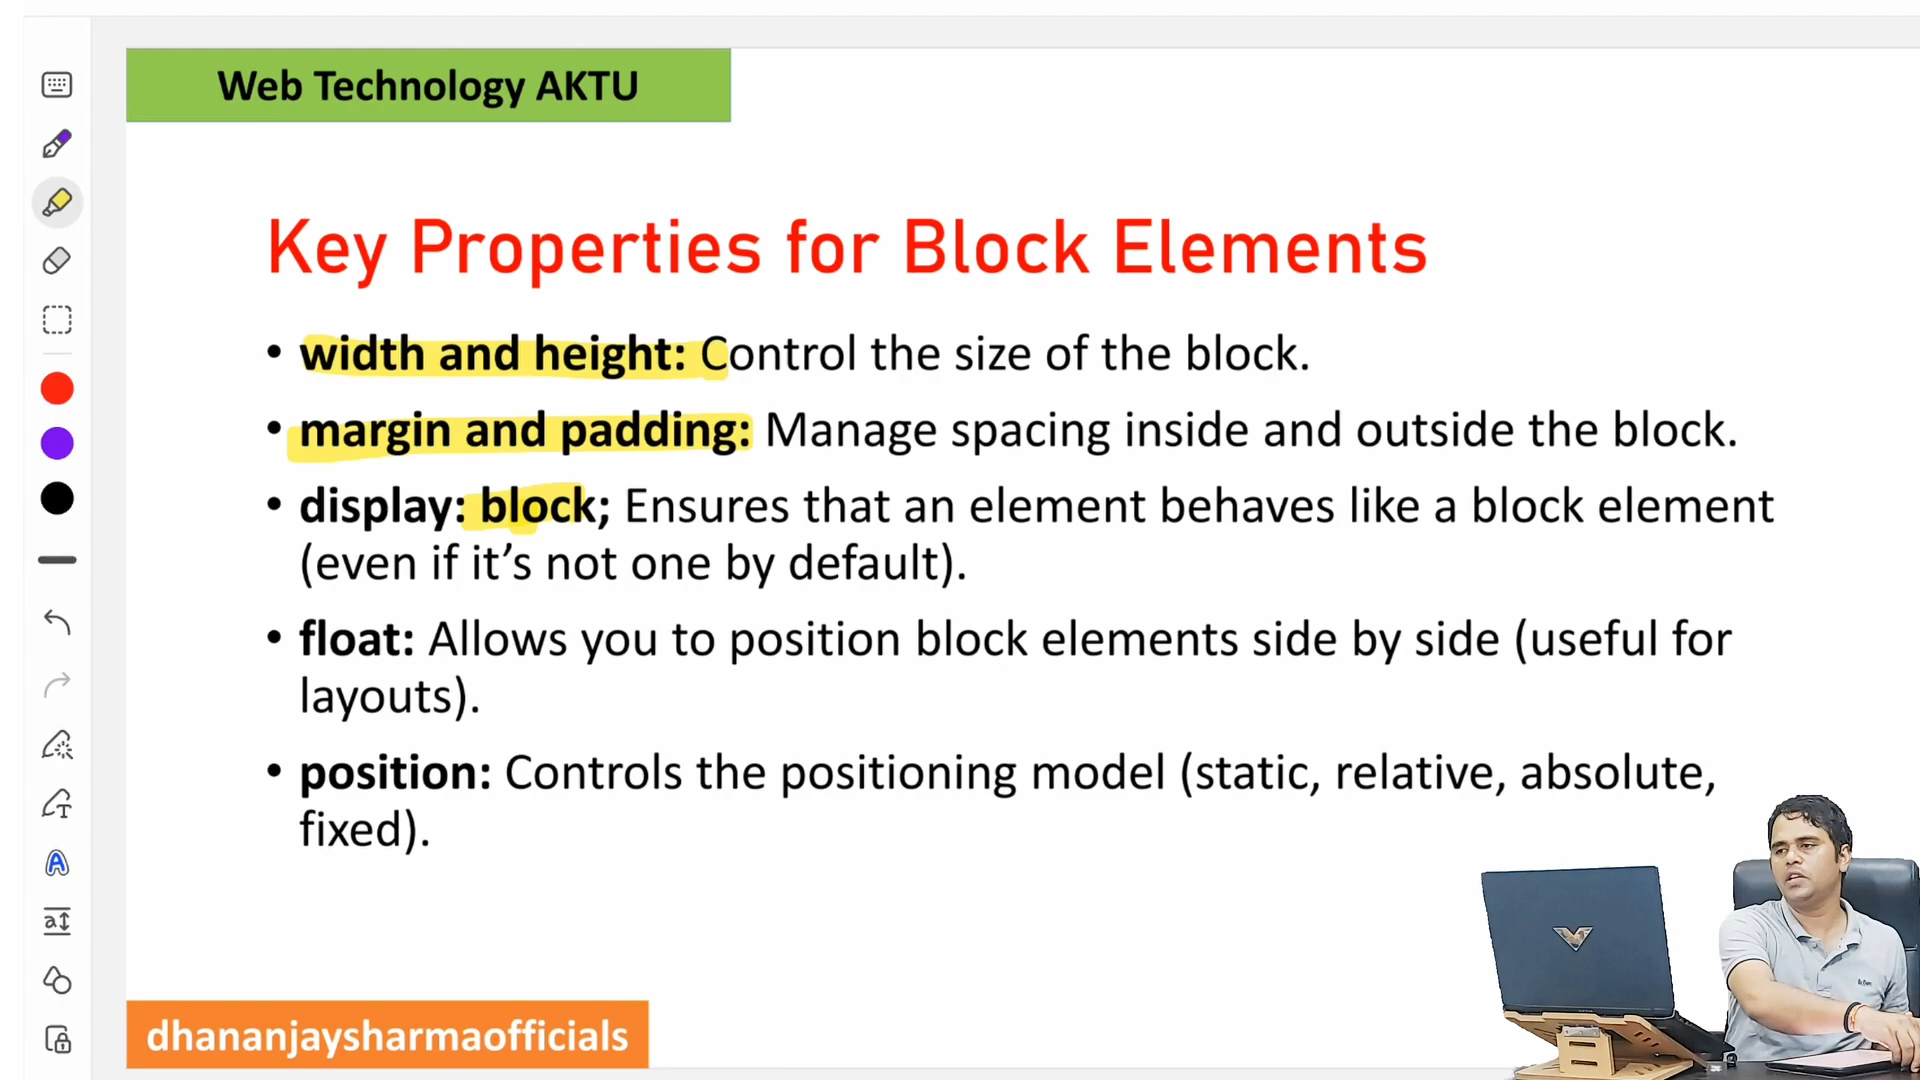 Web Technology AKTU
Key Properties for Block Elements
• width and height: Control the size of the block.
• margin and padding: Manage spacing inside and outside the block.
• display: block; Ensures that an element behaves like a block element
(even if it’s not one by default).
• float: Allows you to position block elements side by side (useful for
layouts).
• position: Controls the positioning model (static, relative, absolute,
fixed).
dhananjaysharmaofficials